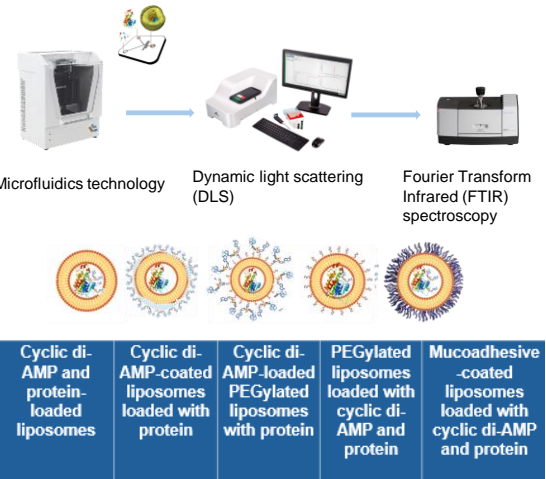 Microfluidics technology
Dynamic light scattering
(DLS)
Fourier Transform
Infrared (FTIR)
spectroscopy
Cyclic di-
AMP and
protein-
loaded
liposomes
Cyclic di-
AMP-coated
liposomes
loaded with
protein
Cyclic di-
AMP-loaded
PEGylated
liposomes
with protein
PEGylated
liposomes
loaded with
cyclic di-
AMP and
protein
Mucoadhesive
-coated
liposomes
loaded with
cyclic di-AMP
and protein